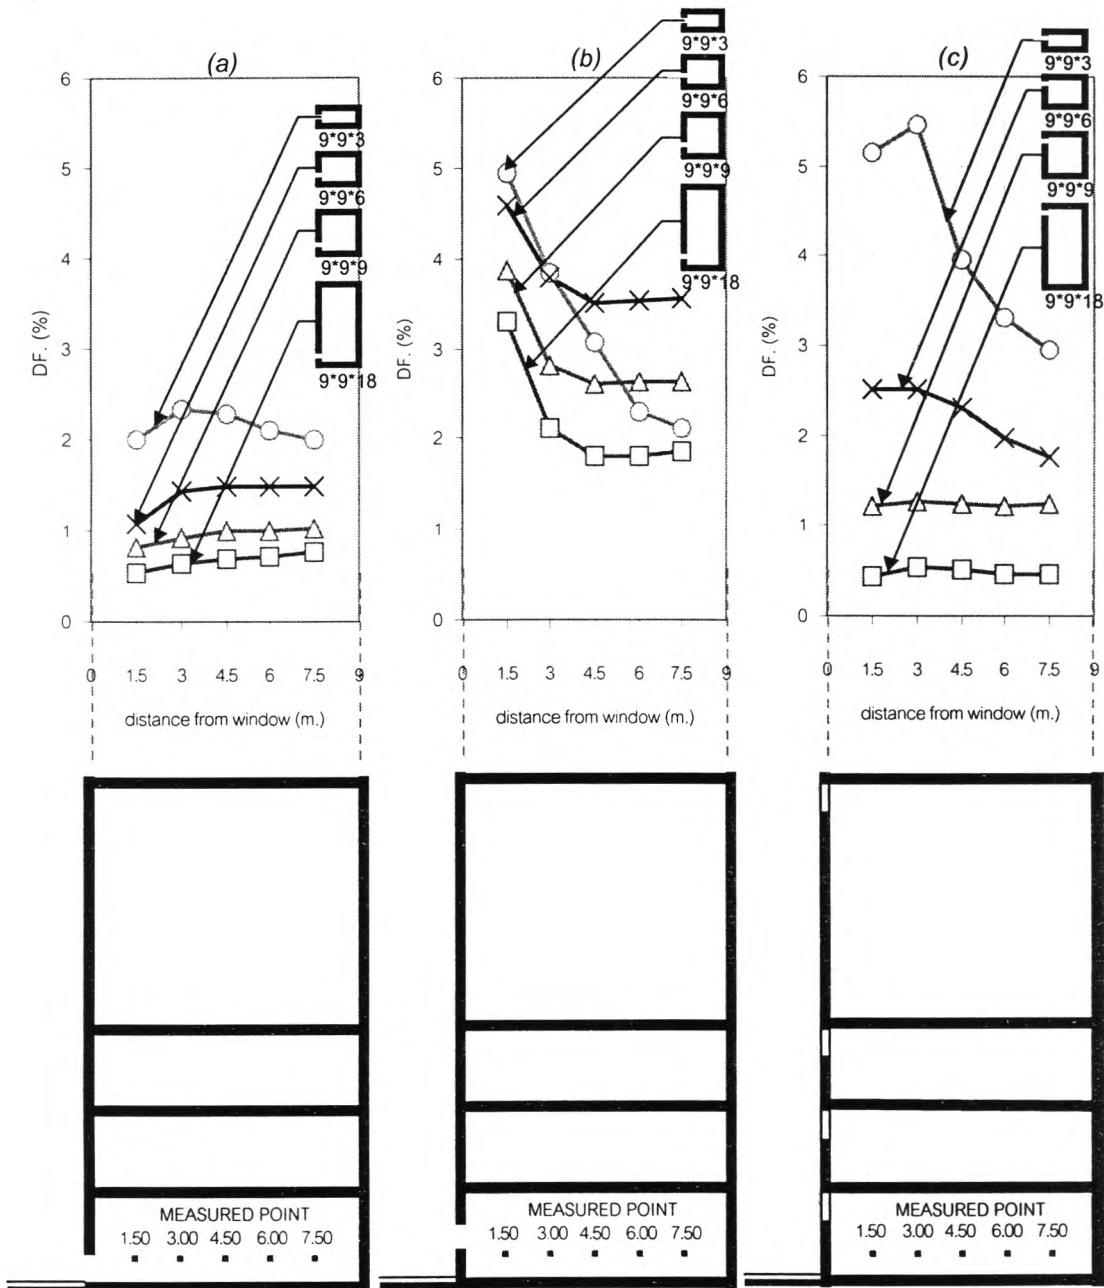 (a)
6
5
4
3
2
1
0
DF. (%)
9*9*3
9*9*6
9*9*9
9*9*18
0 1.5 3 4.5 6 7.5 9
distance from window (m.)
MEASURED POINT
1.50 3.00 4.50 6.00 7.50
(b)
6
5
4
3
2
1
0
DF. (%)
9*9*3
9*9*6
9*9*9
9*9*18
0 1.5 3 4.5 6 7.5 9
distance from window (m.)
MEASURED POINT
1.50 3.00 4.50 6.00 7.50
(c)
6
5
4
3
2
1
0
DF. (%)
9*9*3
9*9*6
9*9*9
9*9*18
0 1.5 3 4.5 6 7.5 9
distance from window (m.)
MEASURED POINT
1.50 3.00 4.50 6.00 7.50